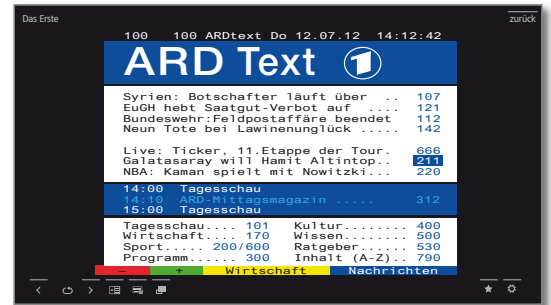 Das Erste zurück
100 100 ARDtext Do 12.07.12 14:12:42
ARD Text 1
Syrien: Botschafter läuft über .. 107
EuGH hebt Saatgut-Verbot auf .... 121
Bundeswehr:Feldpostaffäre beendet 112
Neun Tote bei Lawinenunglück ..... 142
Live: Ticker, 11.Etappe der Tour. 666
Galatasaray will Hamit Altintop.. 211
NBA: Kaman spielt mit Nowitzki... 220
14:00 Tagesschau
14:10 ARD-Mittagsmagazin ..... 312
15:00 Tagesschau
Tagesschau.... 101 Kultur........ 400
Wirtschaft.... 170 Wissen........ 500
Sport..... 200/600 Ratgeber...... 530
Programm...... 300 Inhalt (A-Z).. 790
- + Wirtschaft Nachrichten